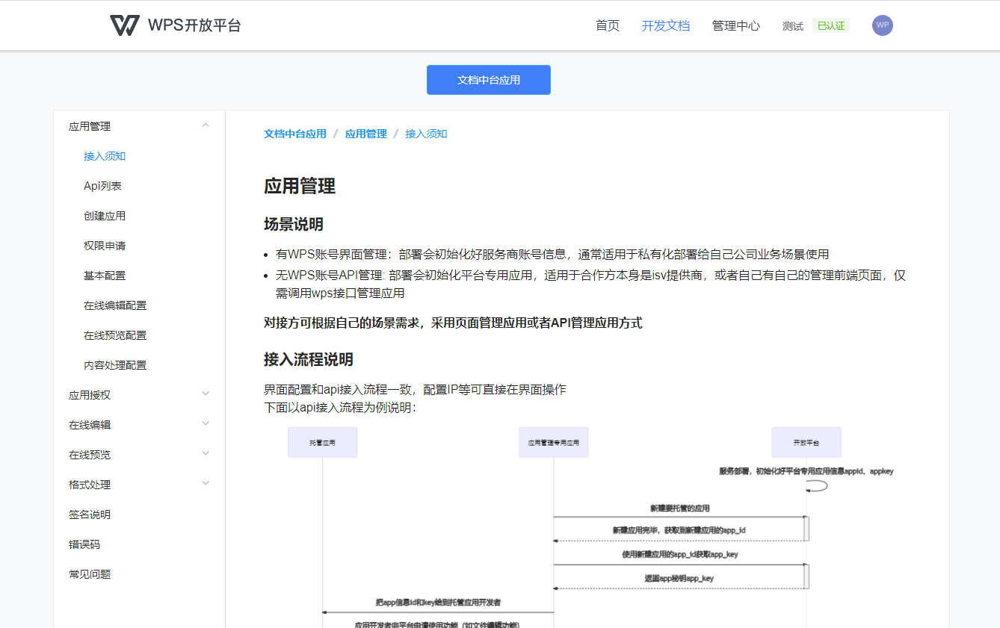 WPS开放平台
首页 开发文档 管理中心 测试 已认证 WP
文档中台应用
应用管理
接入须知
Api列表
创建应用
权限申请
基本配置
在线编辑配置
在线预览配置
内容处理配置
应用授权
在线编辑
在线预览
格式处理
签名说明
错误码
常见问题
文档中台应用 / 应用管理 / 接入须知
应用管理
场景说明
有WPS账号界面管理：部署会初始化好服务商账号信息，通常适用于私有化部署给自己公司业务场景使用
无WPS账号API管理: 部署会初始化平台专用应用，适用于合作方本身是isv提供商，或者自己有自己的管理前端页面，仅
需调用wps接口管理应用
对接方可根据自己的场景需求，采用页面管理应用或者API管理应用方式
接入流程说明
界面配置和api接入流程一致，配置IP等可直接在界面操作
下面以api接入流程为例说明：
托管应用 应用管理专用应用 开放平台
服务部署，初始化好平台专用应用信息appid、appkey
新建要托管的应用
新建应用完毕，获取到新建应用的app_id
使用新建应用的app_id获取app_key
返回app秘钥app_key
把app信息id和key给到托管应用开发者
应用开发者向平台申请使用功能（如文件编辑功能）